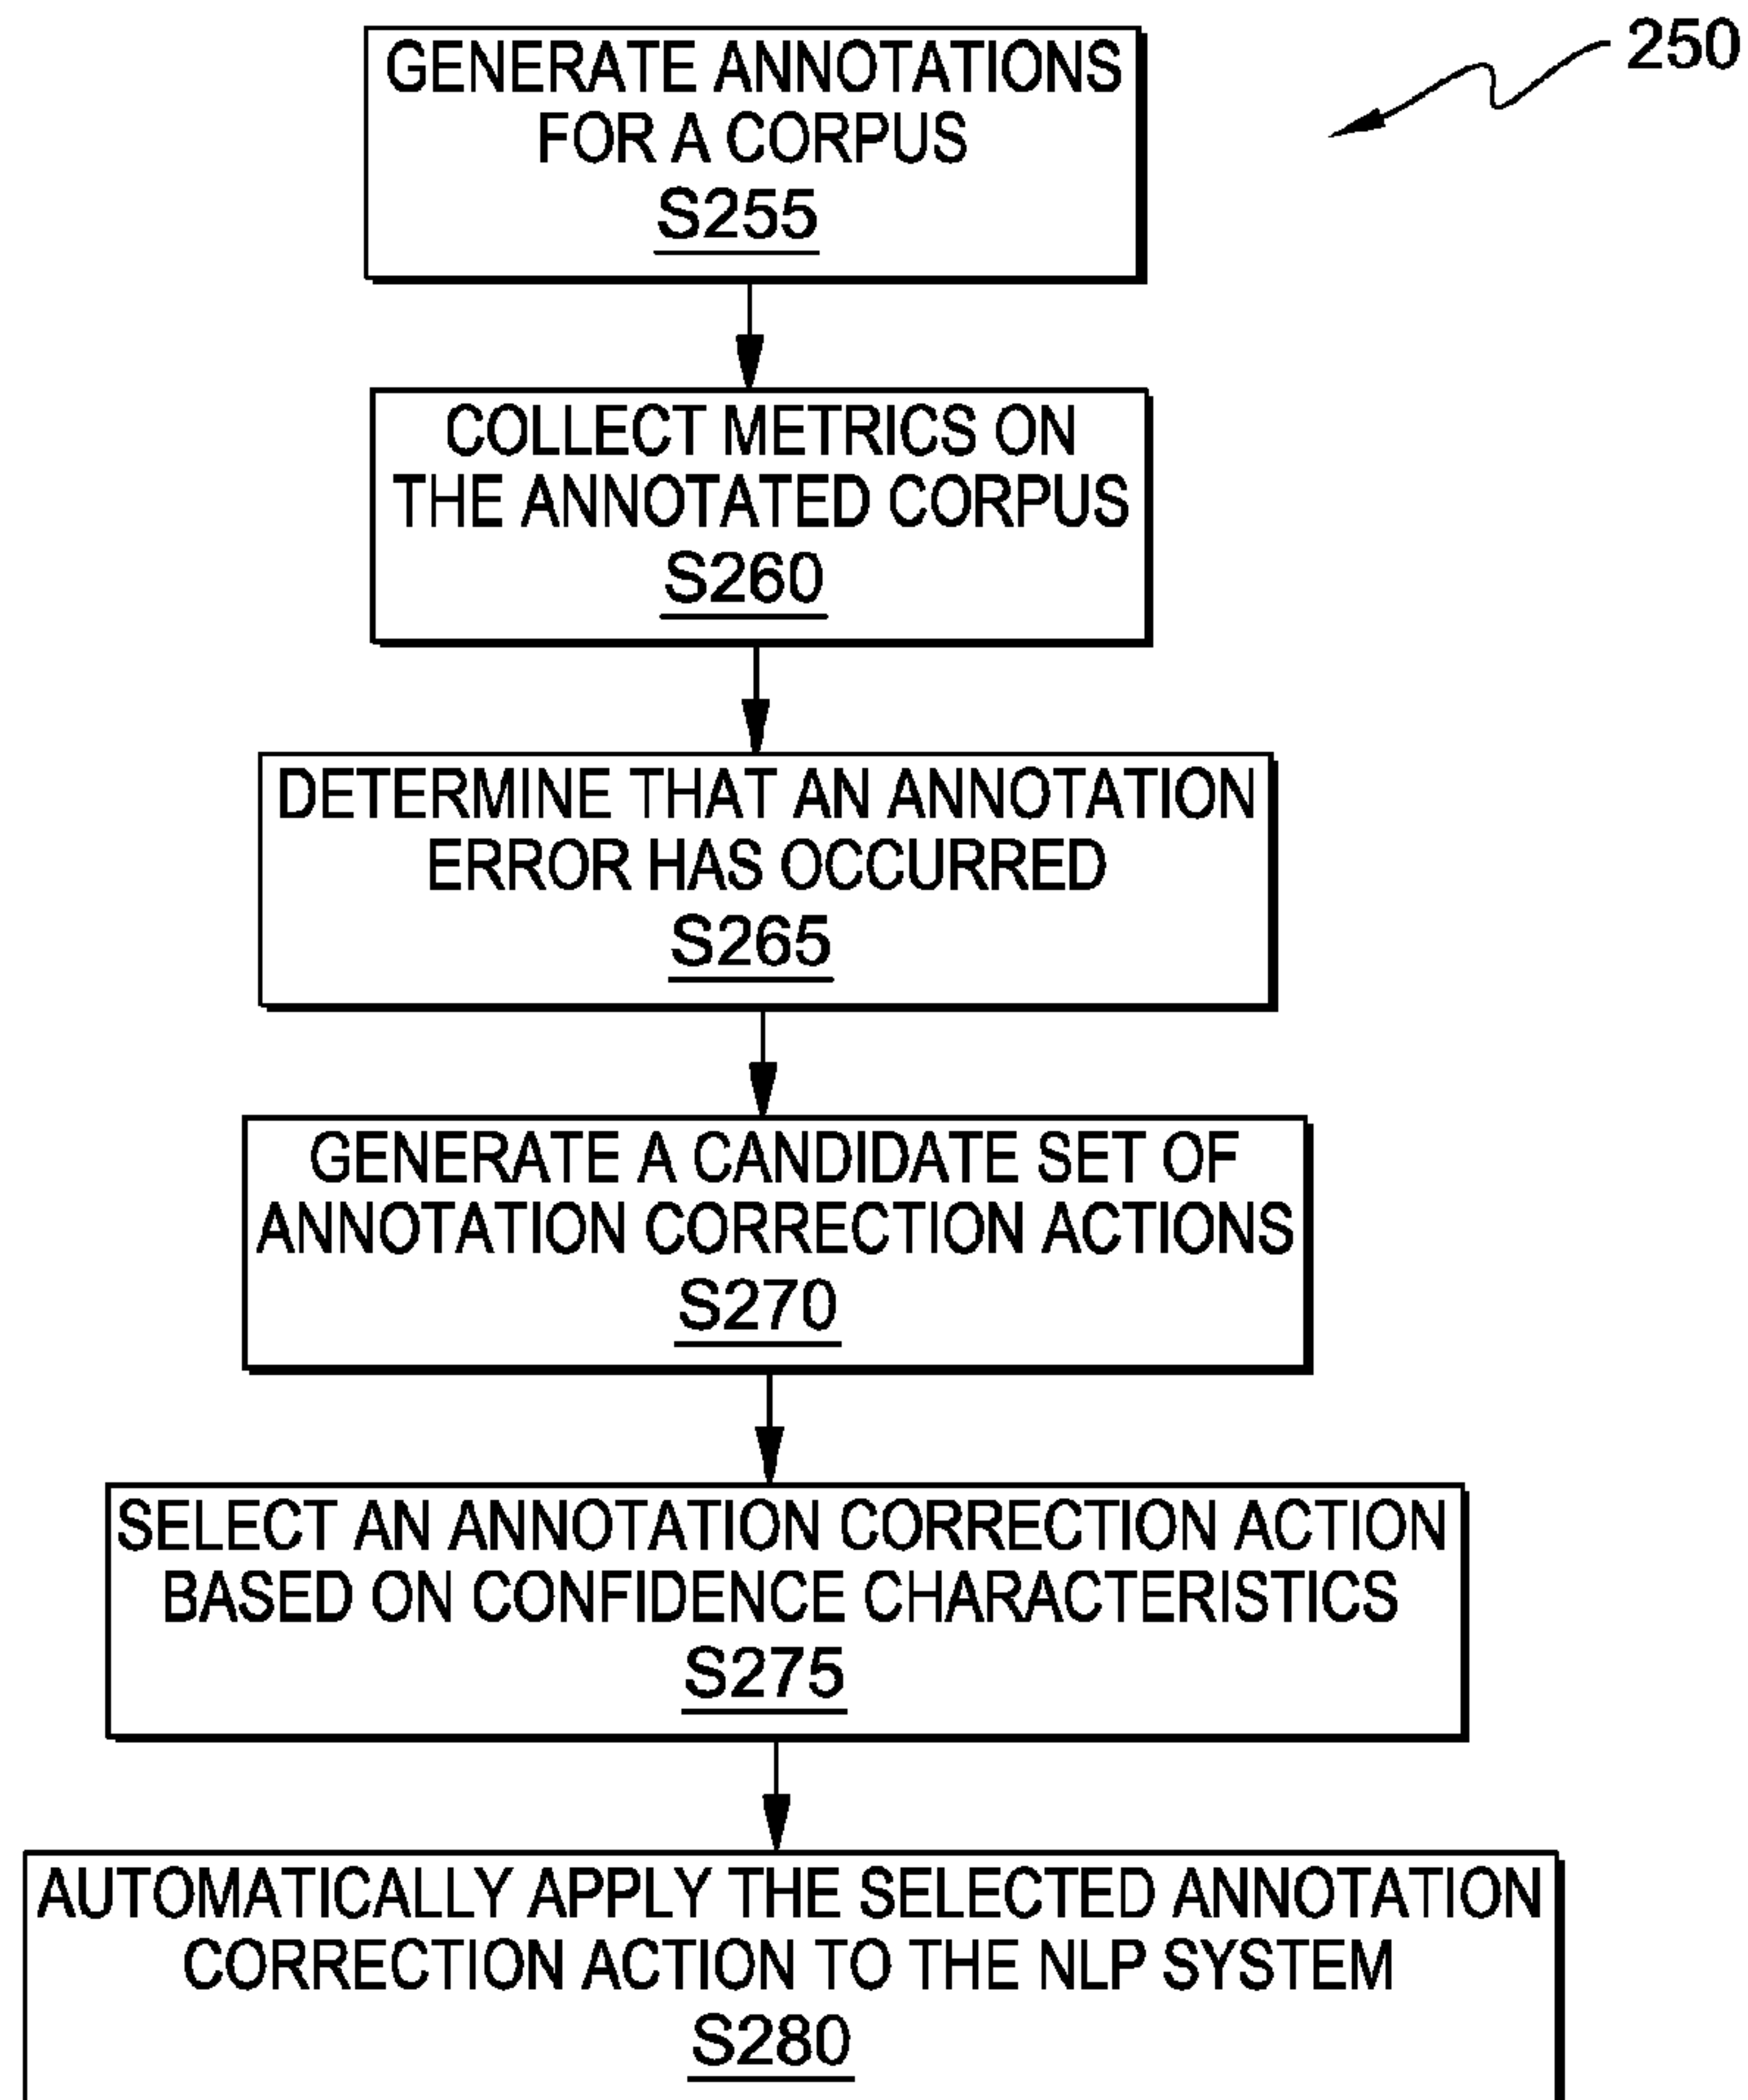 250
GENERATE ANNOTATIONS
FOR A CORPUS
S255
COLLECT METRICS ON
THE ANNOTATED CORPUS
S260
DETERMINE THAT AN ANNOTATION
ERROR HAS OCCURRED
S265
GENERATE A CANDIDATE SET OF
ANNOTATION CORRECTION ACTIONS
S270
SELECT AN ANNOTATION CORRECTION ACTION
BASED ON CONFIDENCE CHARACTERISTICS
S275
AUTOMATICALLY APPLY THE SELECTED ANNOTATION
CORRECTION ACTION TO THE NLP SYSTEM
S280